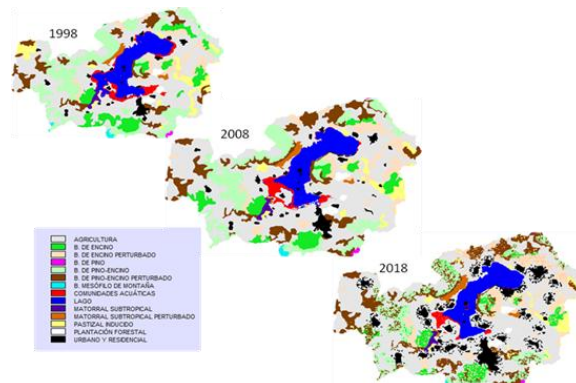 1998
2008
2018
AGRICULTURA
B. DE ENCINO
B. DE ENCINO PERTURBADO
B. DE PINO
B. DE PINO-ENCINO
B. DE PINO-ENCINO PERTURBADO
B. MESÓFILO DE MONTAÑA
COMUNIDADES ACUÁTICAS
LAGO
MATORRAL SUBTROPICAL
MATORRAL SUBTROPICAL PERTURBADO
PASTIZAL INDUCIDO
PLANTACIÓN FORESTAL
URBANO Y RESIDENCIAL